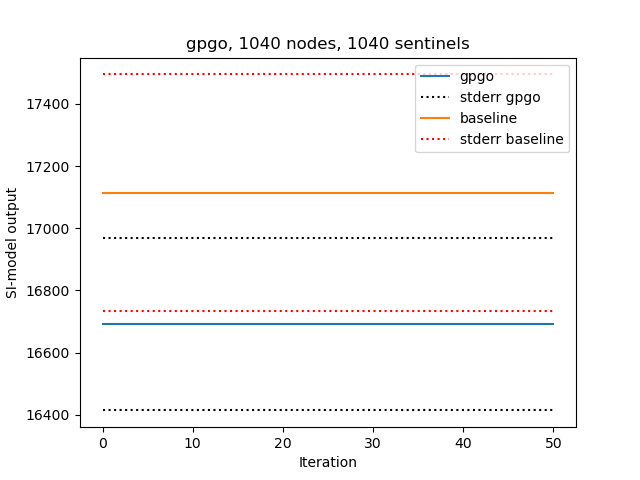 gpgo, 1040 nodes, 1040 sentinels
gpgo
stderr gpgo
baseline
stderr baseline
17400
17200
17000
16800
16600
16400
SI-model output
0 10 20 30 40 50
Iteration